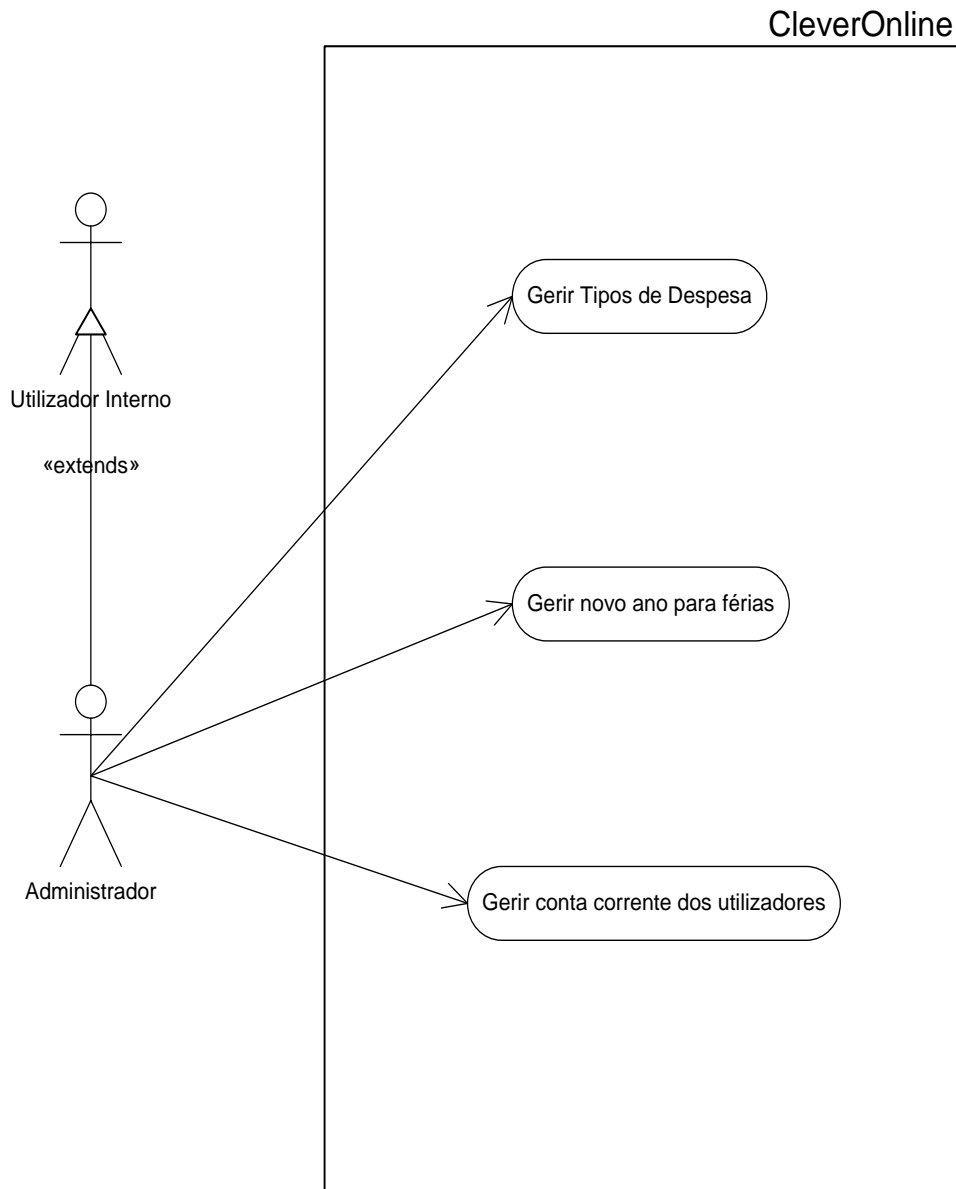 CleverOnline
Gerir Tipos de Despesa
Utilizador Interno
«extends»
Gerir novo ano para férias
Administrador
Gerir conta corrente dos utilizadores